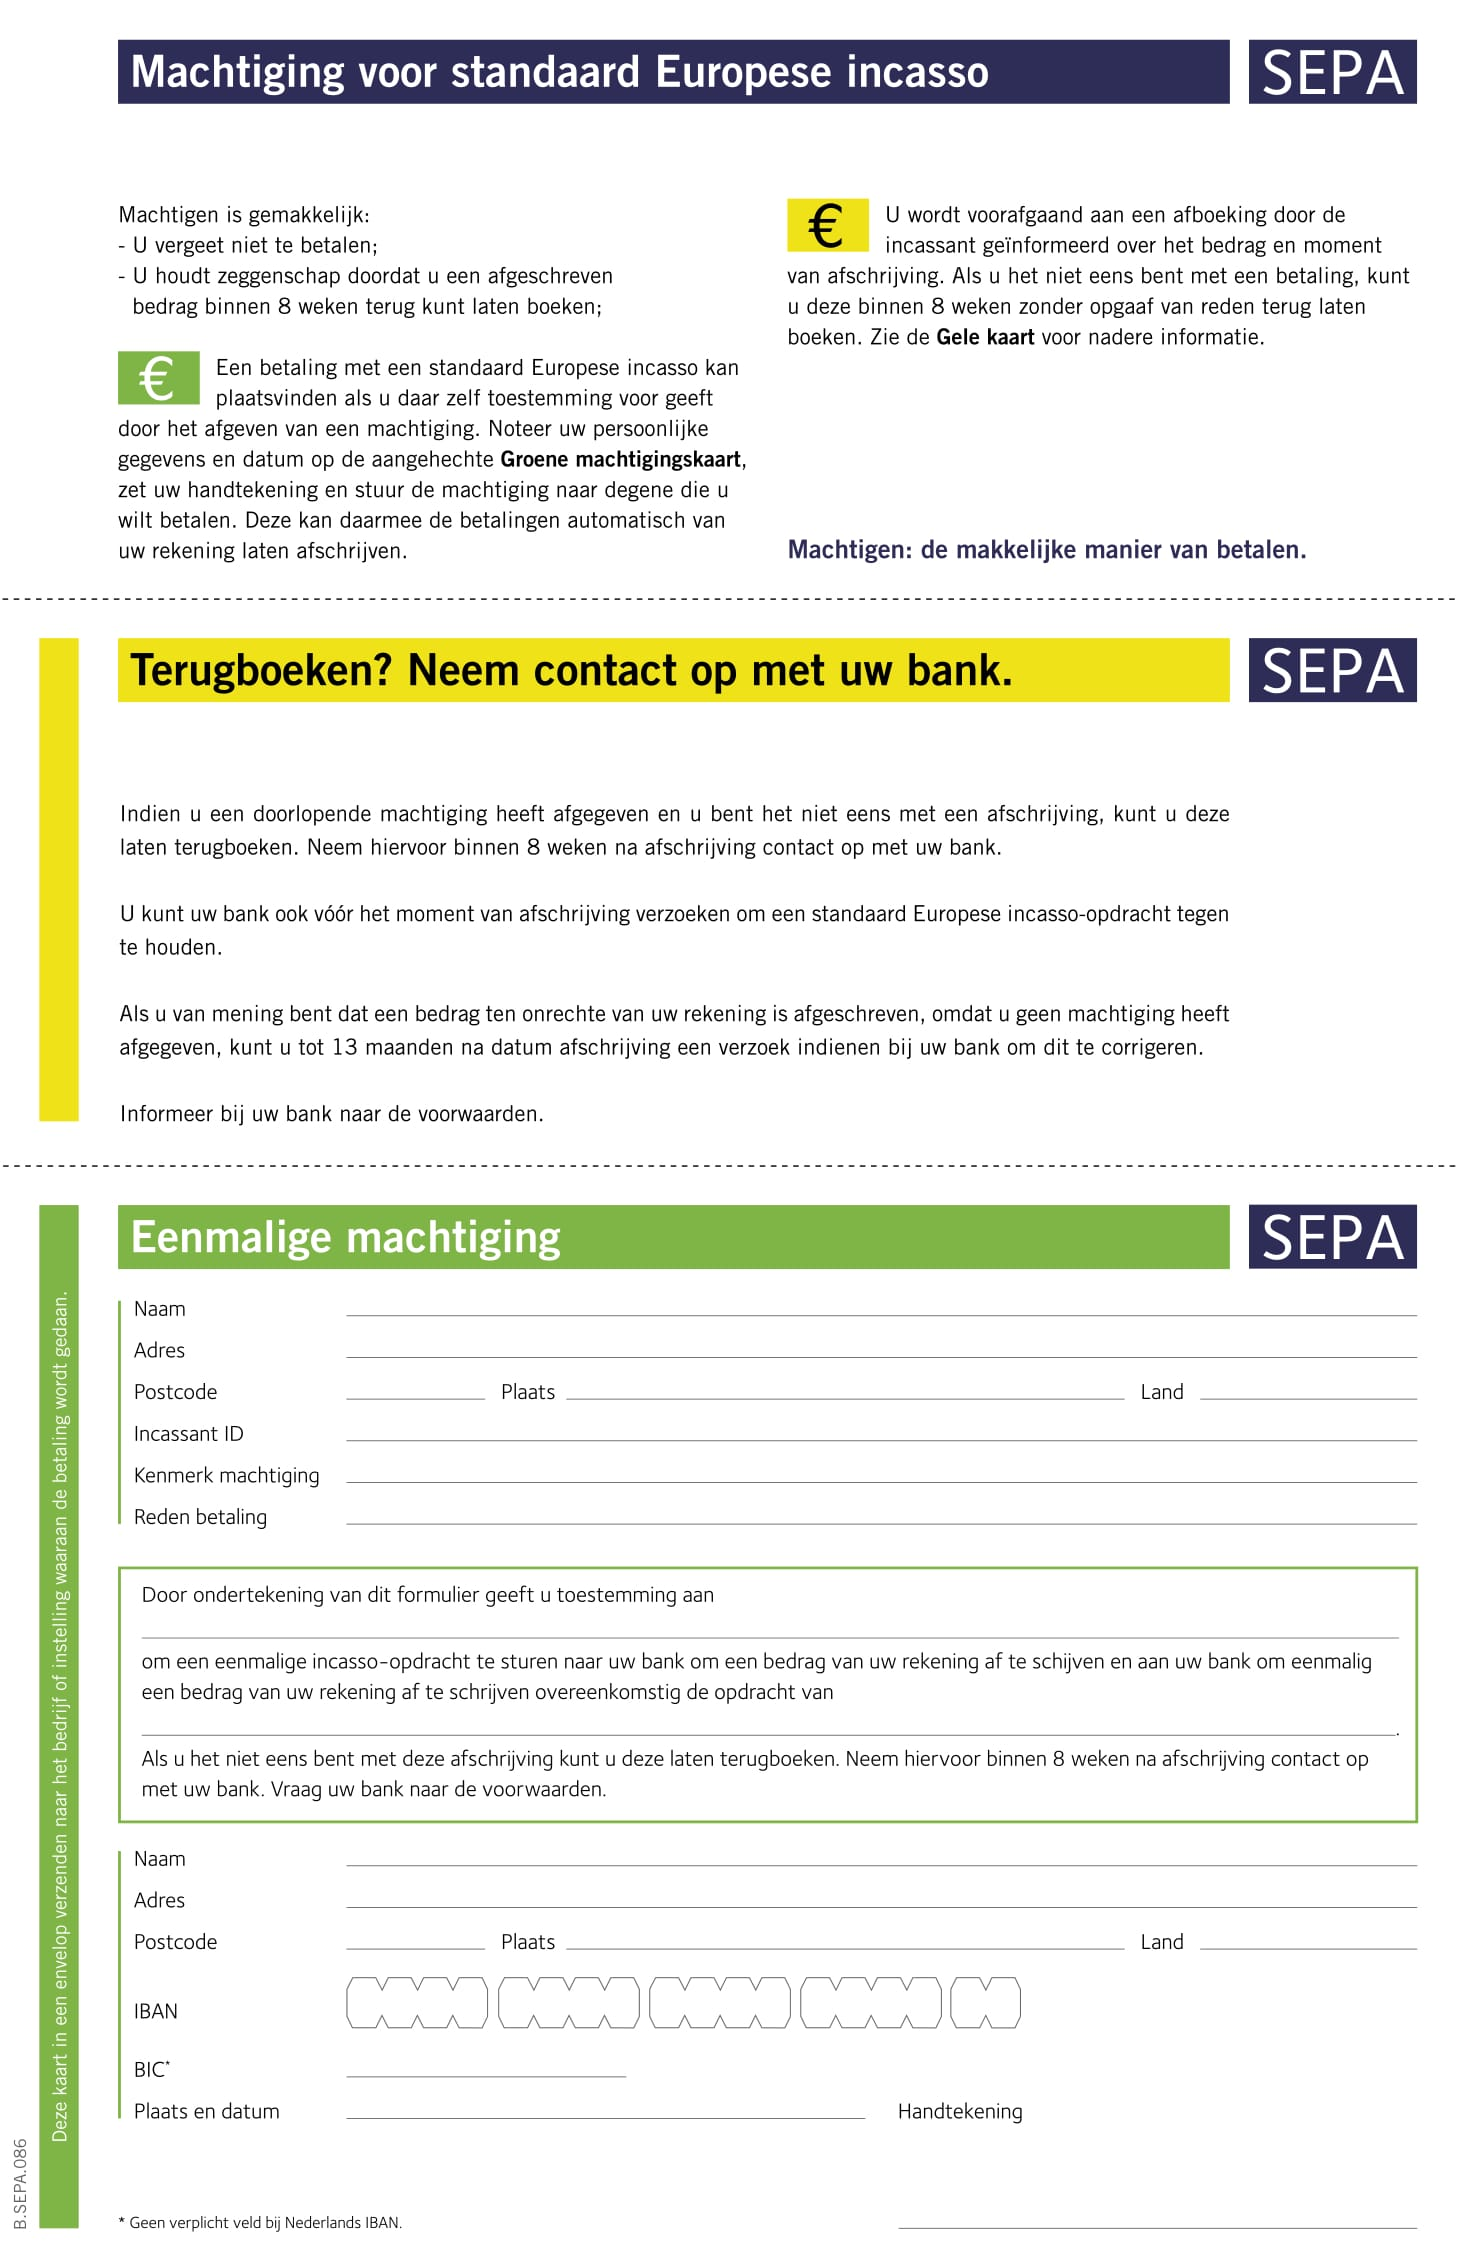 Machtiging voor standaard Europese incasso
SEPA
Machtigen is gemakkelijk:
- U vergeet niet te betalen;
- U houdt zeggenschap doordat u een afgeschreven
bedrag binnen 8 weken terug kunt laten boeken;
€ Een betaling met een standaard Europese incasso kan
plaatsvinden als u daar zelf toestemming voor geeft
door het afgeven van een machtiging. Noteer uw persoonlijke
gegevens en datum op de aangehechte Groene machtigingskaart,
zet uw handtekening en stuur de machtiging naar degene die u
wilt betalen. Deze kan daarmee de betalingen automatisch van
uw rekening laten afschrijven.
€ U wordt voorafgaand aan een afboeking door de
incassant geïnformeerd over het bedrag en moment
van afschrijving. Als u het niet eens bent met een betaling, kunt
u deze binnen 8 weken zonder opgaaf van reden terug laten
boeken. Zie de Gele kaart voor nadere informatie.
Machtigen: de makkelijke manier van betalen.
Terugboeken? Neem contact op met uw bank.
SEPA
Indien u een doorlopende machtiging heeft afgegeven en u bent het niet eens met een afschrijving, kunt u deze
laten terugboeken. Neem hiervoor binnen 8 weken na afschrijving contact op met uw bank.
U kunt uw bank ook vóór het moment van afschrijving verzoeken om een standaard Europese incasso-opdracht tegen
te houden.
Als u van mening bent dat een bedrag ten onrechte van uw rekening is afgeschreven, omdat u geen machtiging heeft
afgegeven, kunt u tot 13 maanden na datum afschrijving een verzoek indienen bij uw bank om dit te corrigeren.
Informeer bij uw bank naar de voorwaarden.
Eenmalige machtiging
SEPA
Naam
Adres
Postcode Plaats Land
Incassant ID
Kenmerk machtiging
Reden betaling
Door ondertekening van dit formulier geeft u toestemming aan
om een eenmalige incasso-opdracht te sturen naar uw bank om een bedrag van uw rekening af te schijven en aan uw bank om eenmalig
een bedrag van uw rekening af te schrijven overeenkomstig de opdracht van
.
Als u het niet eens bent met deze afschrijving kunt u deze laten terugboeken. Neem hiervoor binnen 8 weken na afschrijving contact op
met uw bank. Vraag uw bank naar de voorwaarden.
Naam
Adres
Postcode Plaats Land
IBAN
BIC*
Plaats en datum Handtekening
* Geen verplicht veld bij Nederlands IBAN.
Deze kaart in een envelop verzenden naar het bedrijf of instelling waaraan de betaling wordt gedaan.
B.SEPA.086